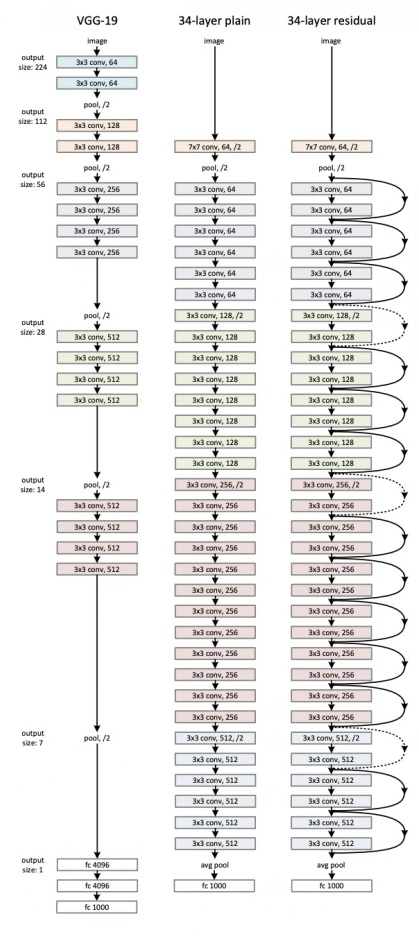 output
size: 224
output
size: 112
output
size: 56
output
size: 28
output
size: 14
output
size: 7
output
size: 1
VGG-19
image
3x3 conv, 64
3x3 conv, 64
pool, /2
3x3 conv, 128
3x3 conv, 128
pool, /2
3x3 conv, 256
3x3 conv, 256
3x3 conv, 256
3x3 conv, 256
pool, /2
3x3 conv, 512
3x3 conv, 512
3x3 conv, 512
3x3 conv, 512
pool, /2
3x3 conv, 512
3x3 conv, 512
3x3 conv, 512
3x3 conv, 512
pool, /2
fc 4096
fc 4096
fc 1000
34-layer plain
image
7x7 conv, 64, /2
pool, /2
3x3 conv, 64
3x3 conv, 64
3x3 conv, 64
3x3 conv, 64
3x3 conv, 64
3x3 conv, 64
3x3 conv, 128, /2
3x3 conv, 128
3x3 conv, 128
3x3 conv, 128
3x3 conv, 128
3x3 conv, 128
3x3 conv, 128
3x3 conv, 128
3x3 conv, 256, /2
3x3 conv, 256
3x3 conv, 256
3x3 conv, 256
3x3 conv, 256
3x3 conv, 256
3x3 conv, 256
3x3 conv, 256
3x3 conv, 256
3x3 conv, 256
3x3 conv, 256
3x3 conv, 256
3x3 conv, 512, /2
3x3 conv, 512
3x3 conv, 512
3x3 conv, 512
3x3 conv, 512
3x3 conv, 512
avg pool
fc 1000
34-layer residual
image
7x7 conv, 64, /2
pool, /2
3x3 conv, 64
3x3 conv, 64
3x3 conv, 64
3x3 conv, 64
3x3 conv, 64
3x3 conv, 64
3x3 conv, 128, /2
3x3 conv, 128
3x3 conv, 128
3x3 conv, 128
3x3 conv, 128
3x3 conv, 128
3x3 conv, 128
3x3 conv, 128
3x3 conv, 256, /2
3x3 conv, 256
3x3 conv, 256
3x3 conv, 256
3x3 conv, 256
3x3 conv, 256
3x3 conv, 256
3x3 conv, 256
3x3 conv, 256
3x3 conv, 256
3x3 conv, 256
3x3 conv, 256
3x3 conv, 512, /2
3x3 conv, 512
3x3 conv, 512
3x3 conv, 512
3x3 conv, 512
3x3 conv, 512
avg pool
fc 1000